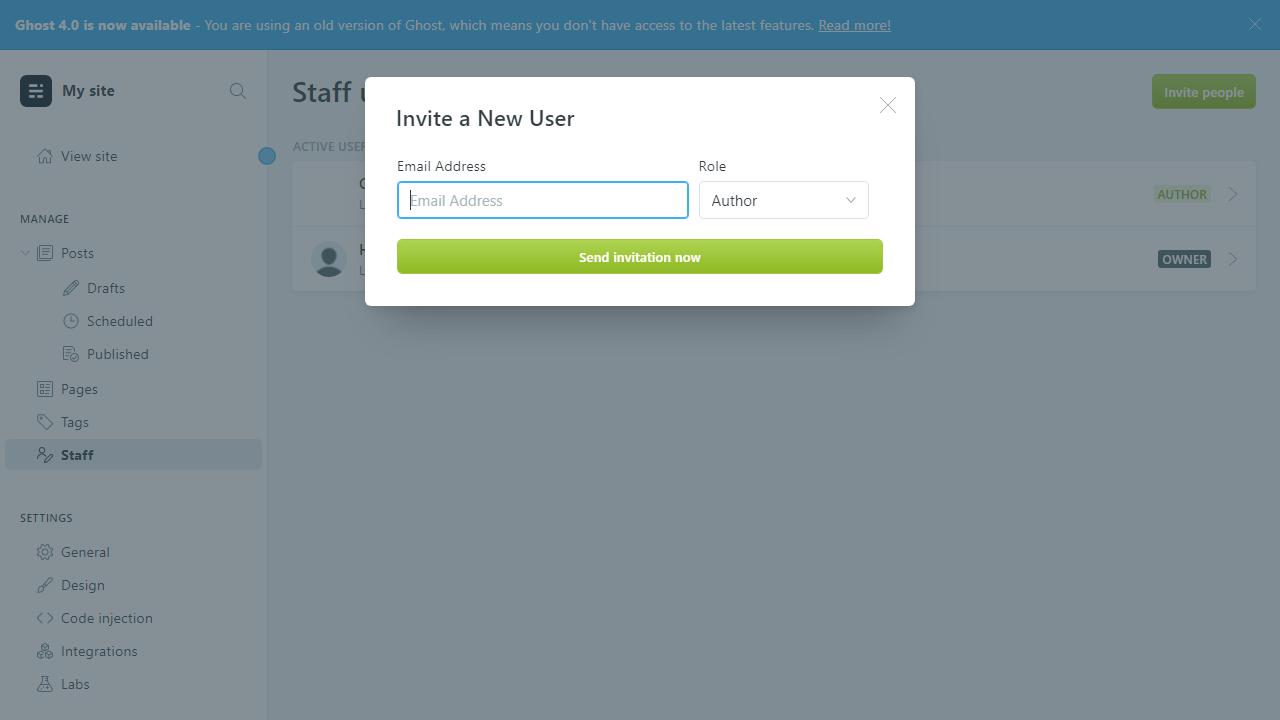 Ghost 4.0 is now available - You are using an old version of Ghost, which means you don't have access to the latest features. Read more!
My site
Staff u
Invite people
Invite a New User
View site
ACTIVE USER
Email Address
Role
Email Address
Author
AUTHOR
MANAGE
Posts
Send invitation now
OWNER
Drafts
Scheduled
Published
Pages
Tags
Staff
SETTINGS
General
Design
Code injection
Integrations
Labs